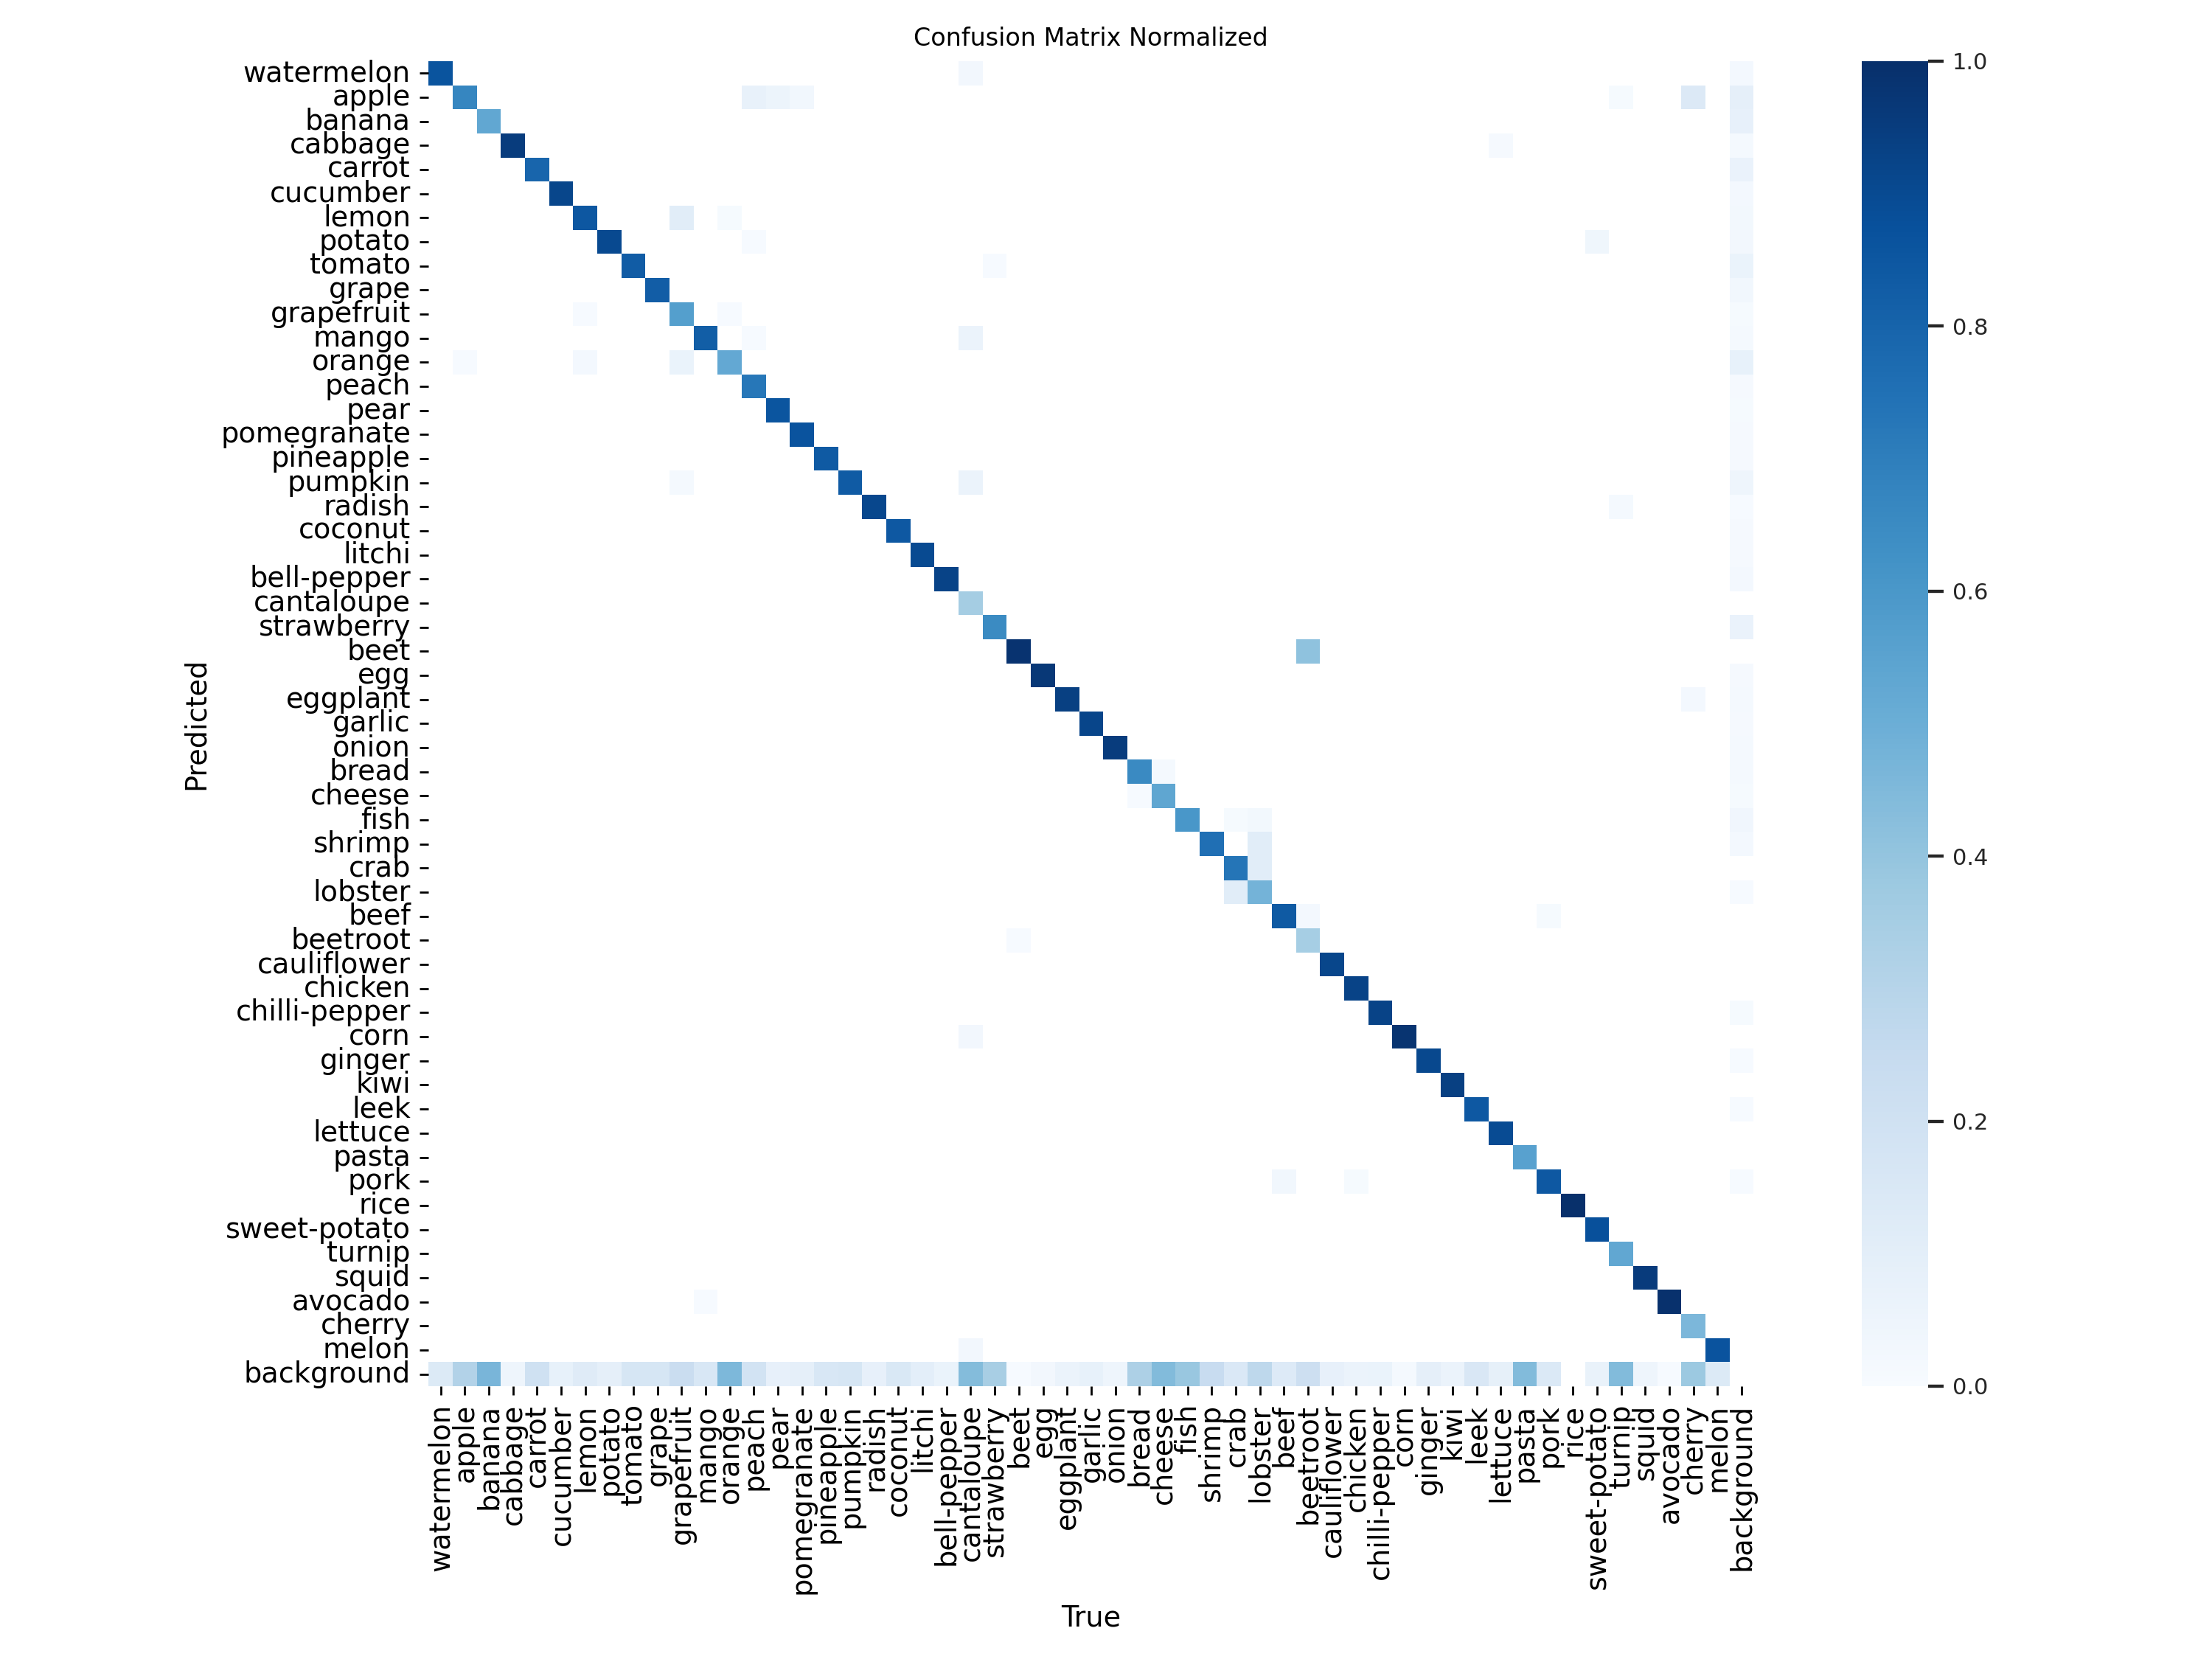 Confusion Matrix Normalized
watermelon
apple
banana
cabbage
carrot
cucumber
lemon
potato
tomato
grape
grapefruit
mango
orange
peach
pear
pomegranate
pineapple
pumpkin
radish
coconut
litchi
bell-pepper
cantaloupe
strawberry
beet
egg
eggplant
garlic
onion
bread
cheese
fish
shrimp
crab
lobster
beef
beetroot
cauliflower
chicken
chilli-pepper
corn
ginger
kiwi
leek
lettuce
pasta
pork
rice
sweet-potato
turnip
squid
avocado
cherry
melon
background
Predicted
watermelon
apple
banana
cabbage
carrot
cucumber
lemon
potato
tomato
grape
grapefruit
mango
orange
peach
pear
pomegranate
pineapple
pumpkin
radish
coconut
litchi
bell-pepper
cantaloupe
strawberry
beet
egg
eggplant
garlic
onion
bread
cheese
fish
shrimp
crab
lobster
beef
beetroot
cauliflower
chicken
chilli-pepper
corn
ginger
kiwi
leek
lettuce
pasta
pork
rice
sweet-potato
turnip
squid
avocado
cherry
melon
background
True
1.0
0.8
0.6
0.4
0.2
0.0